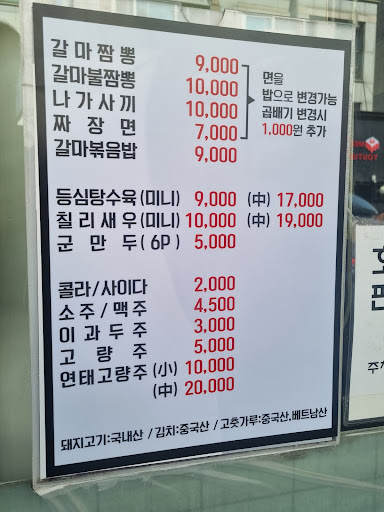 갈마짬뽕 9,000
갈마불짬뽕 10,000
나가사끼 10,000
짜장면 7,000
갈마볶음밥 9,000
면을
밥으로 변경가능
곱배기 변경시
1,000원 추가
등심탕수육(미니) 9,000 (中) 17,000
칠리새우(미니) 10,000 (中) 19,000
군만두(6P) 5,000
콜라/사이다 2,000
소주/맥주 4,500
이과두주 3,000
고량주 5,000
연태고량주(小) 10,000
(中) 20,000
돼지고기:국내산 / 김치:중국산 / 고춧가루:중국산,베트남산